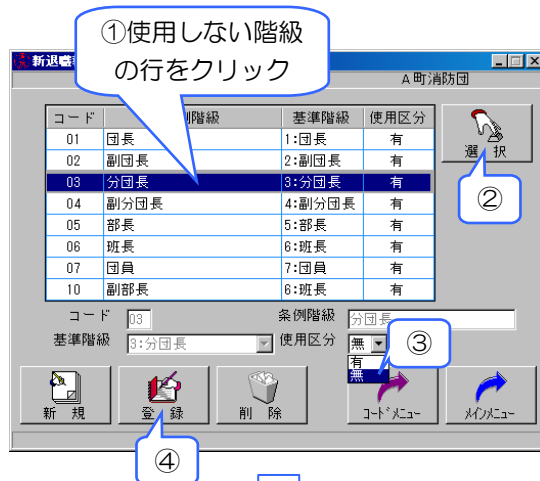 ①使用しない階級
の行をクリック
新退職
A町消防団
コード 階級 基準階級 使用区分
01 団長 1:団長 有
02 副団長 2:副団長 有
03 分団長 3:分団長 有
04 副分団長 4:副分団長 有
05 部長 5:部長 有
06 班長 6:班長 有
07 団員 7:団員 有
10 副部長 6:班長 有
選 択
②
コード 03 条例階級 分団長
基準階級 3:分団長 使用区分 無
有
無
③
新 規 登 録 削 除 コードメニュー メインメニュー
④